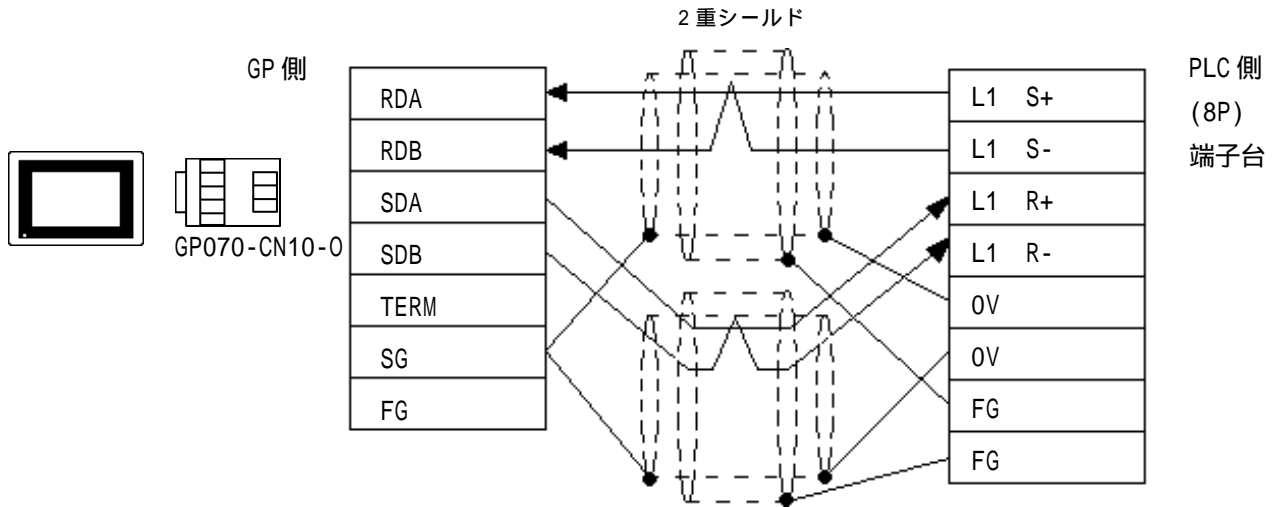 2重シールド
GP側
GP070-CN10-0
RDA
RDB
SDA
SDB
TERM
SG
FG
L1 S+
L1 S-
L1 R+
L1 R-
0V
0V
FG
FG
PLC側
(8P)
端子台